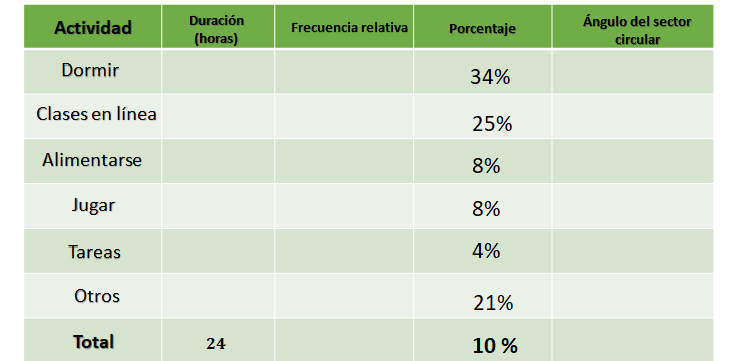 Actividad Duración (horas) Frecuencia relativa Porcentaje Ángulo del sector circular
Dormir 34%
Clases en línea 25%
Alimentarse 8%
Jugar 8%
Tareas 4%
Otros 21%
Total 24 10 %